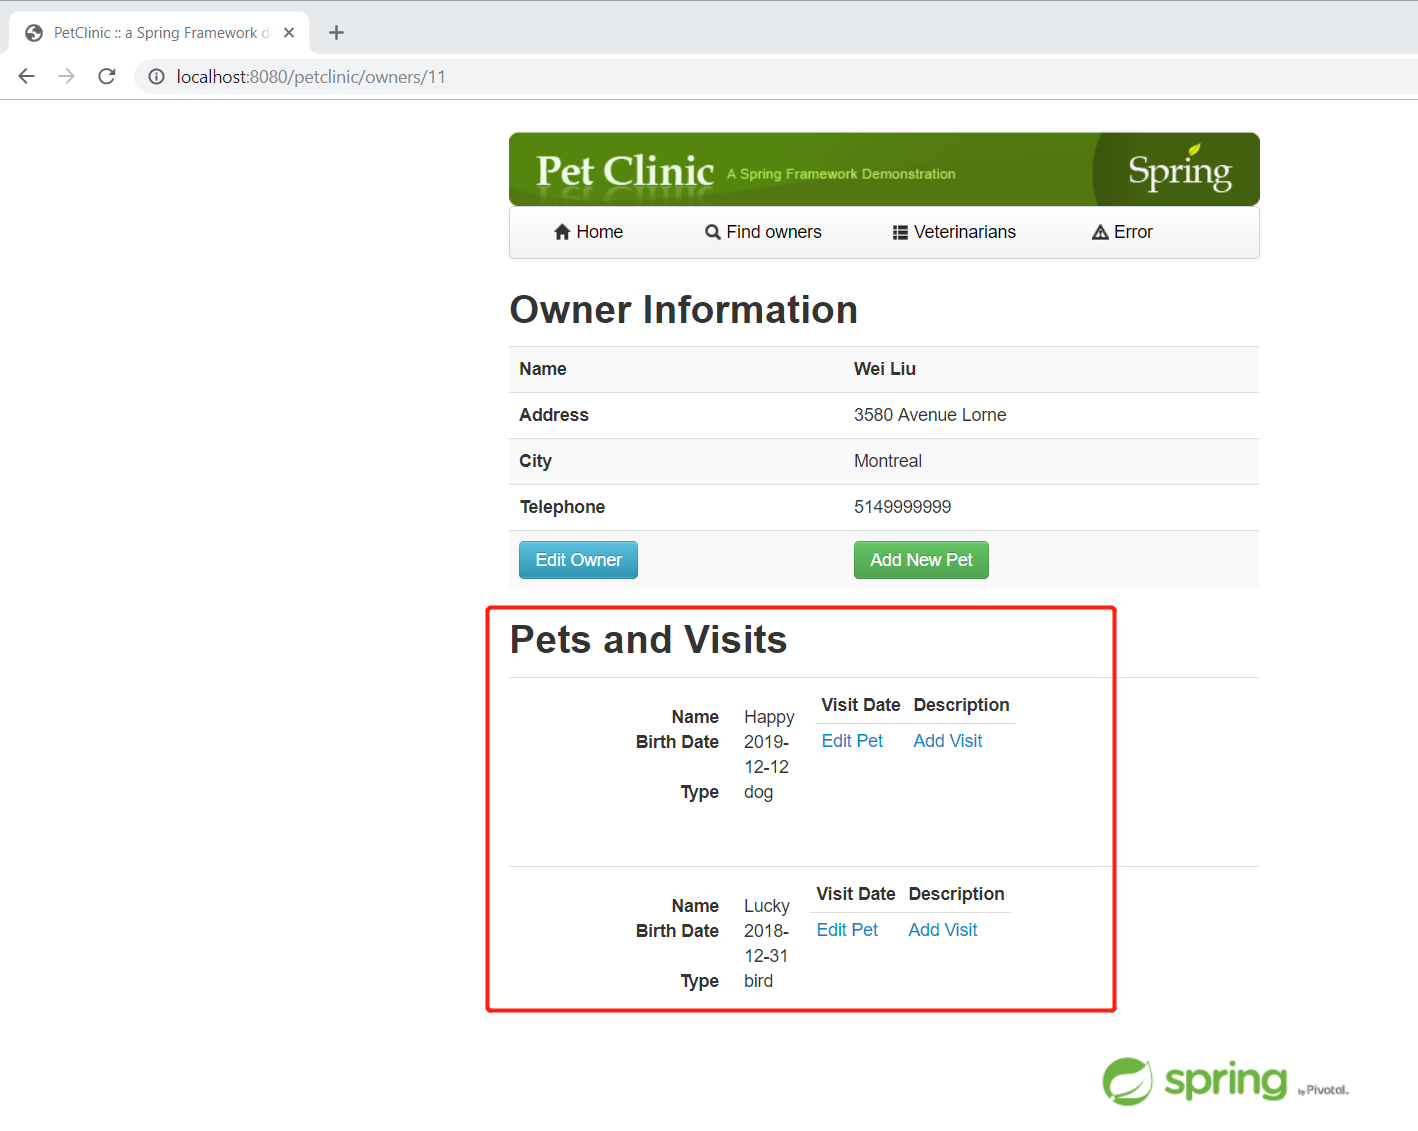 PetClinic :: a Spring Framework d
localhost:8080/petclinic/owners/11
Pet Clinic A Spring Framework Demonstration Spring
Home Find owners Veterinarians Error
Owner Information
Name Wei Liu
Address 3580 Avenue Lorne
City Montreal
Telephone 5149999999
Edit Owner Add New Pet
Pets and Visits
Visit Date Description
Name Happy
Edit Pet Add Visit
Birth Date 2019-
12-12
Type dog
Visit Date Description
Name Lucky
Edit Pet Add Visit
Birth Date 2018-
12-31
Type bird
spring by Pivotal™